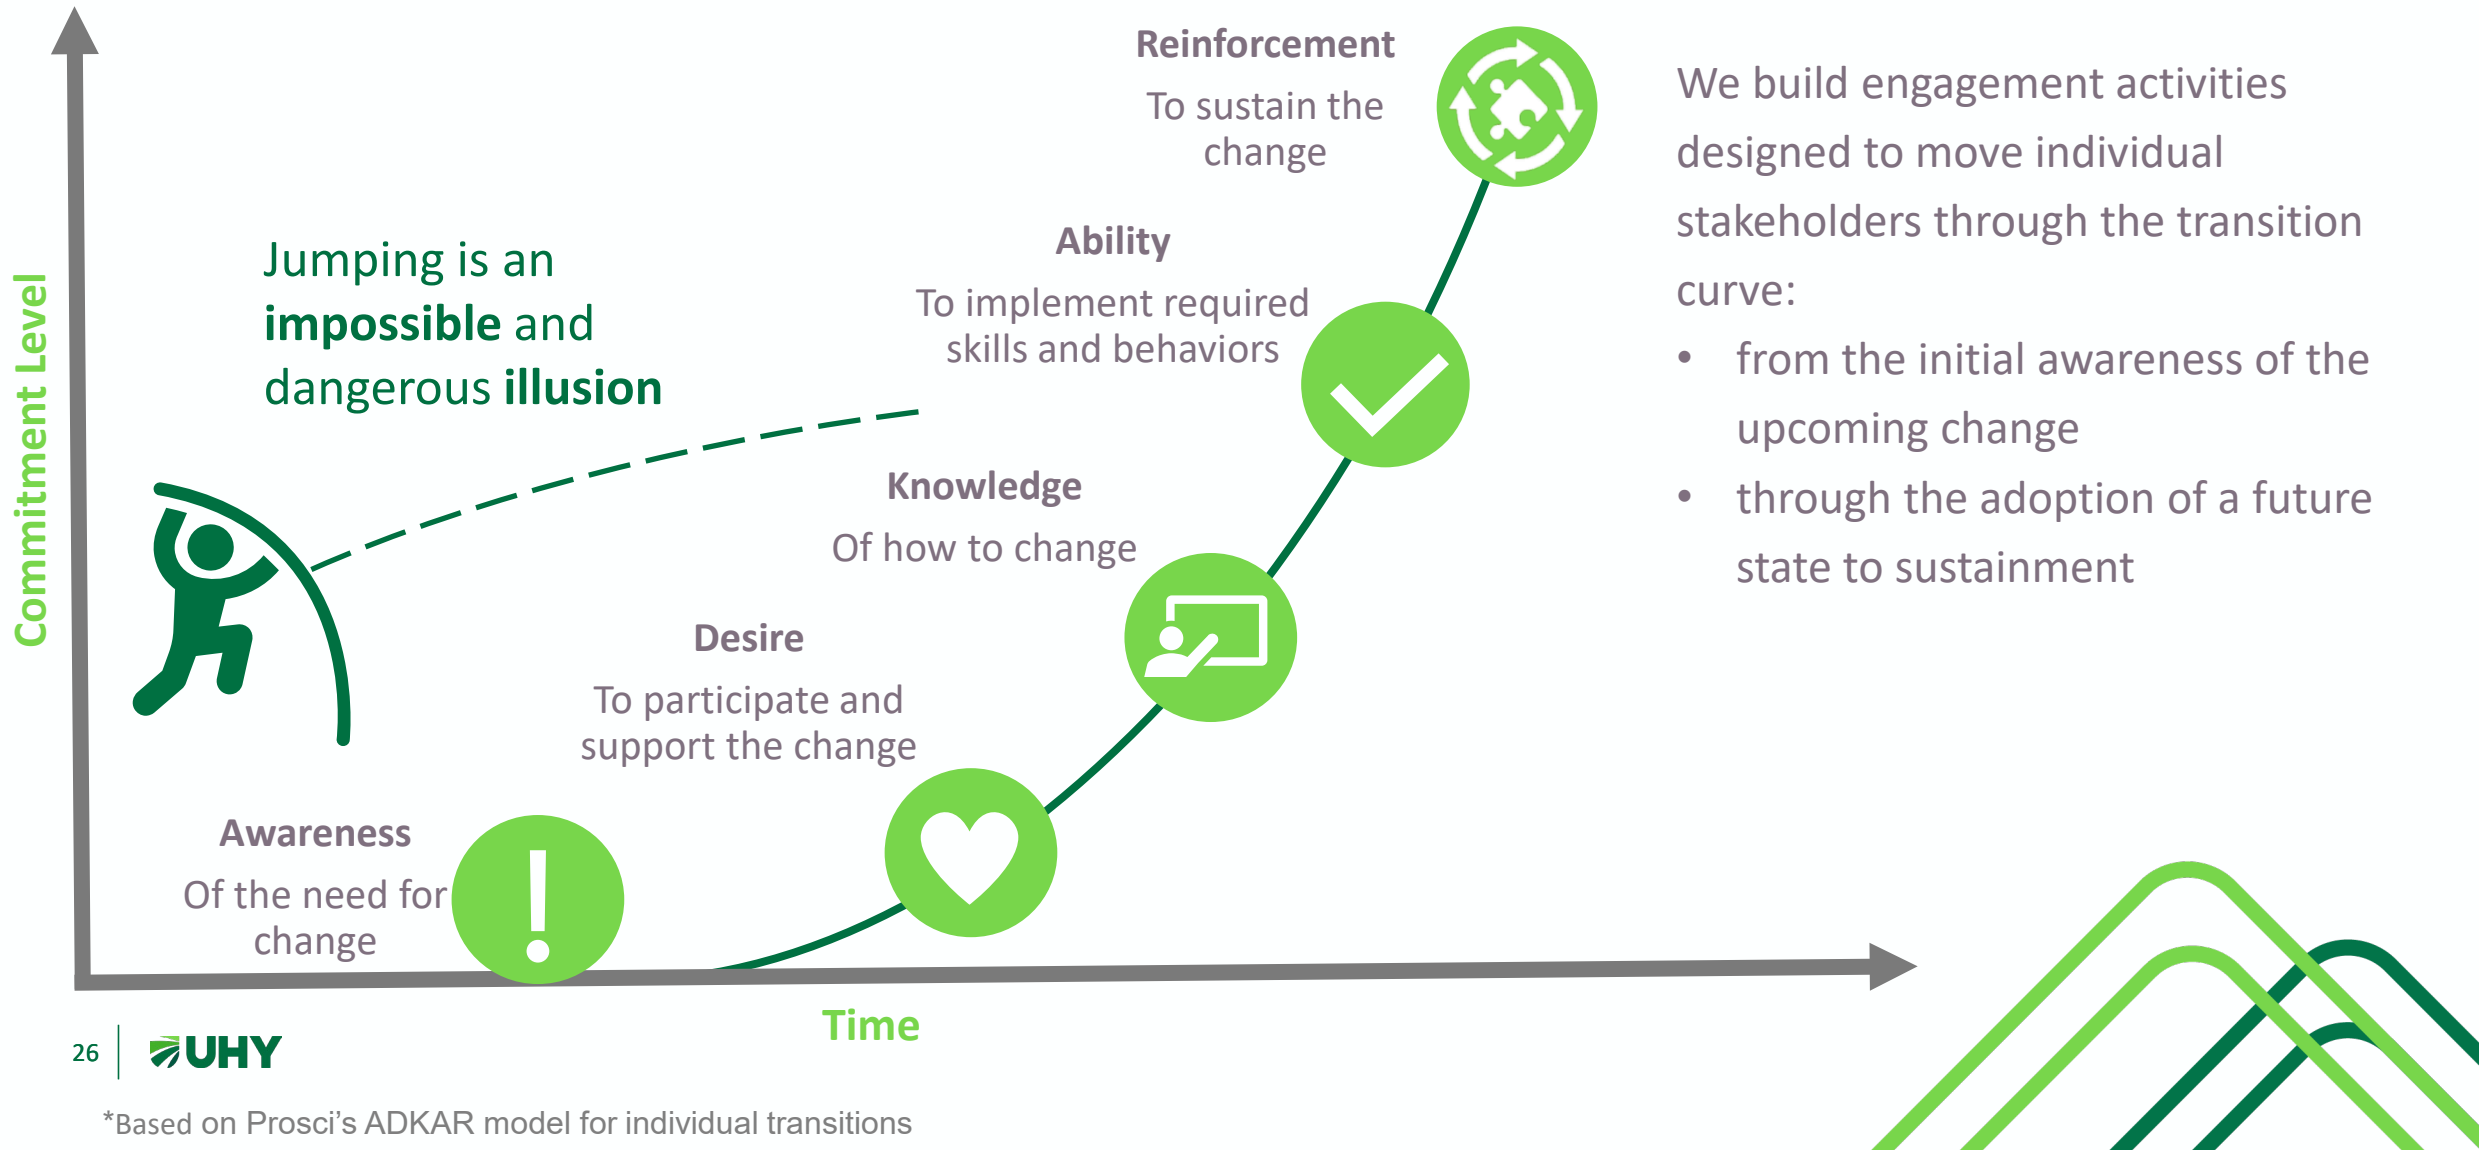 Commitment Level
Jumping is an
impossible and
dangerous illusion
Reinforcement
To sustain the
change
Ability
To implement required
skills and behaviors
Knowledge
Of how to change
Desire
To participate and
support the change
Awareness
Of the need for
change
Time
We build engagement activities
designed to move individual
stakeholders through the transition
curve:
• from the initial awareness of the
upcoming change
• through the adoption of a future
state to sustainment
26
UHY
*Based on Prosci’s ADKAR model for individual transitions